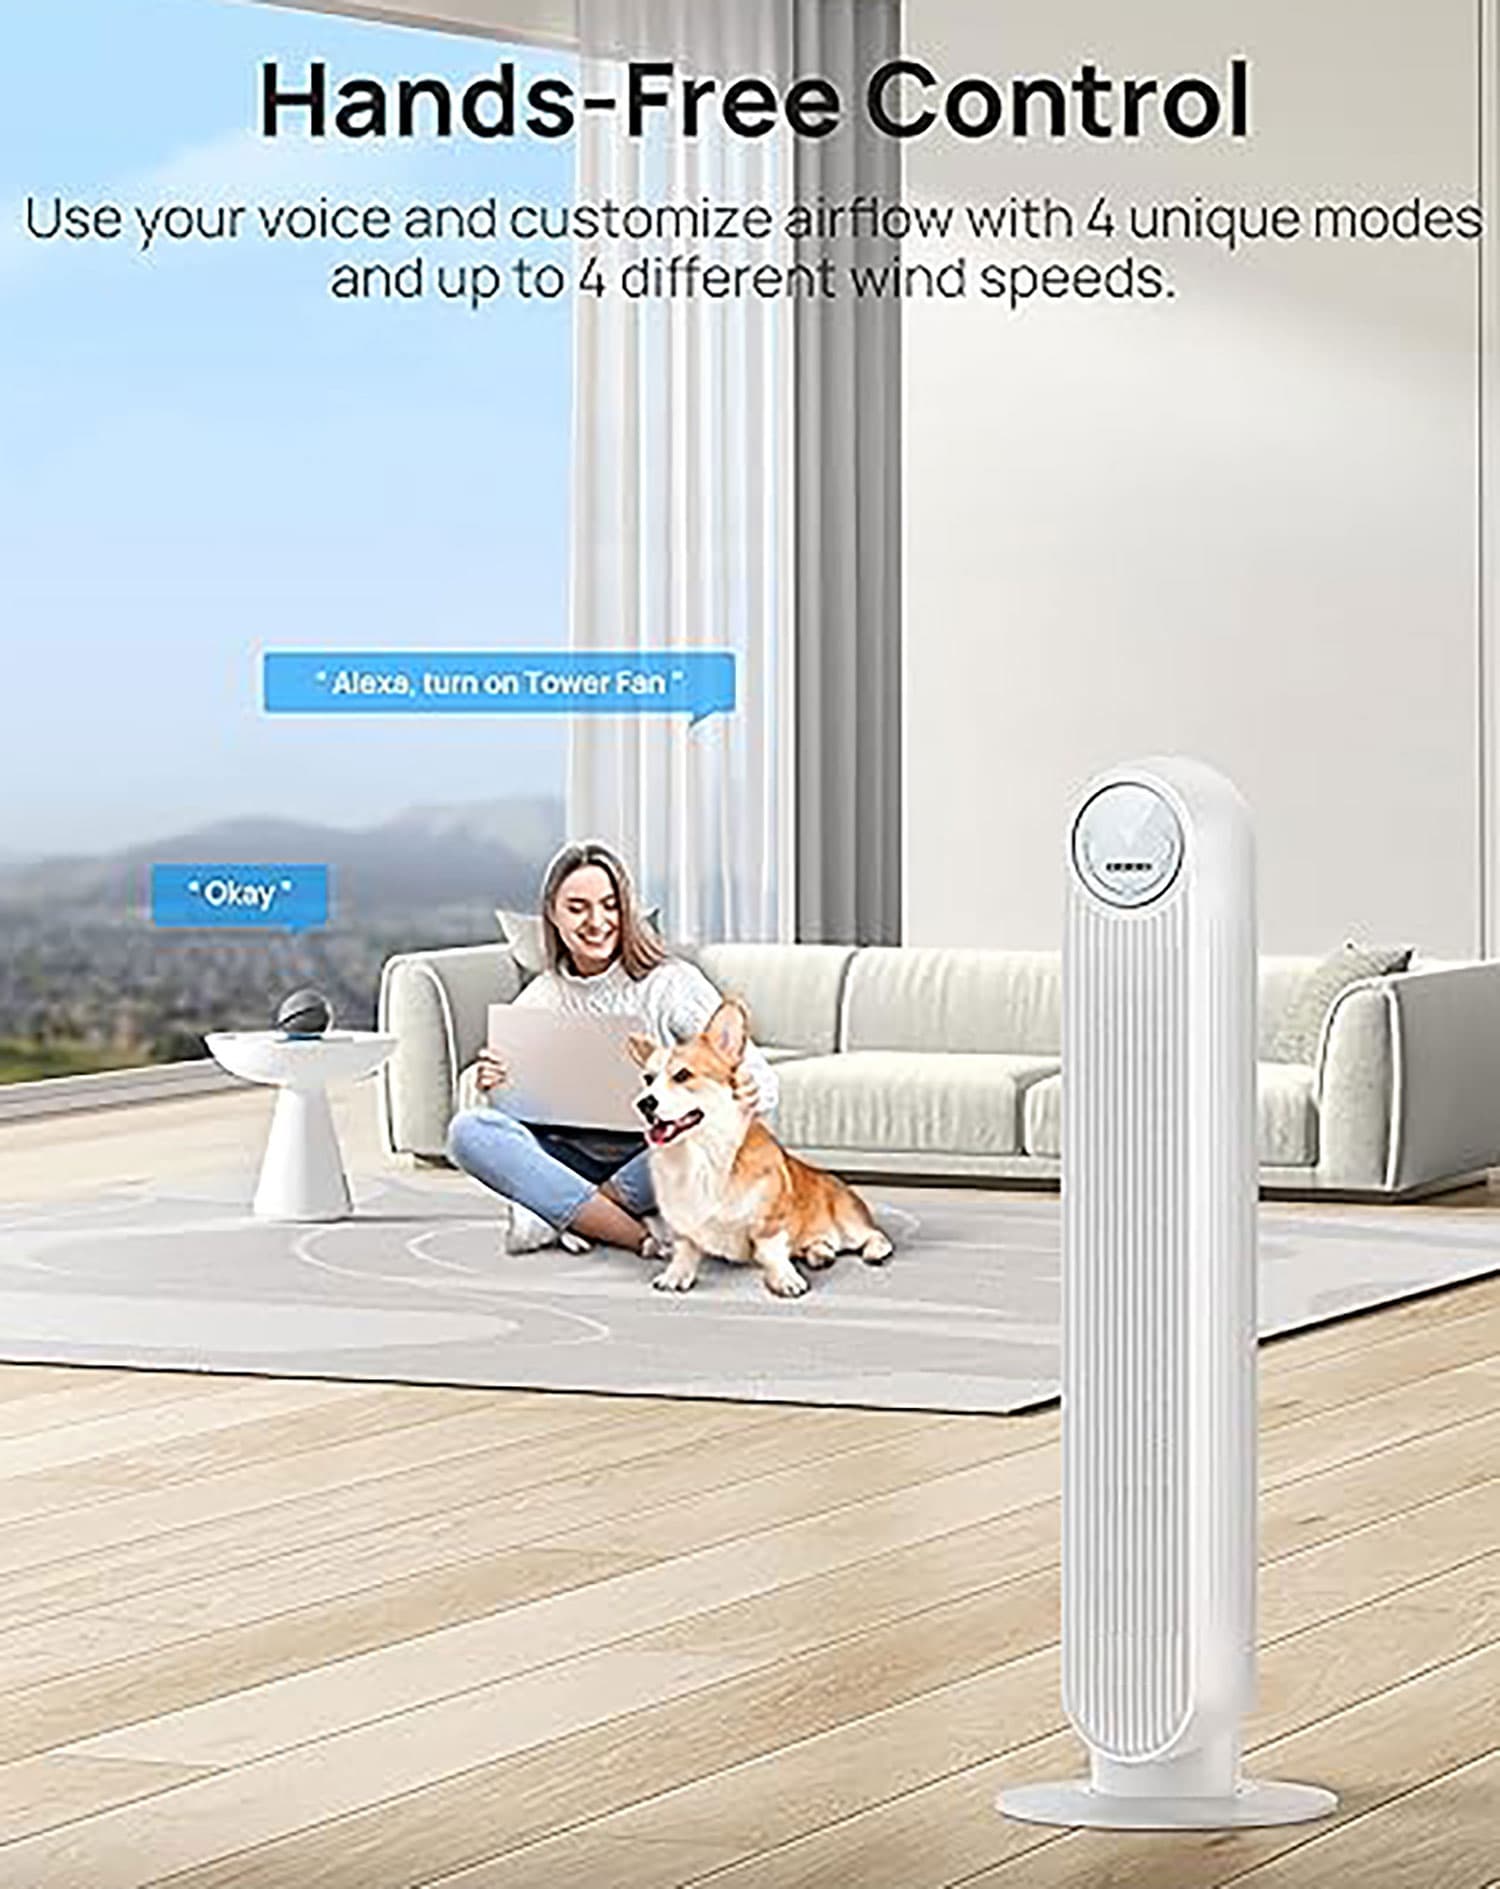 Hands-Free Control
Use your voice and customize airflow with 4 unique modes
and up to 4 different wind speeds.
"Alexa, turn on Tower Fan"
"Okay"